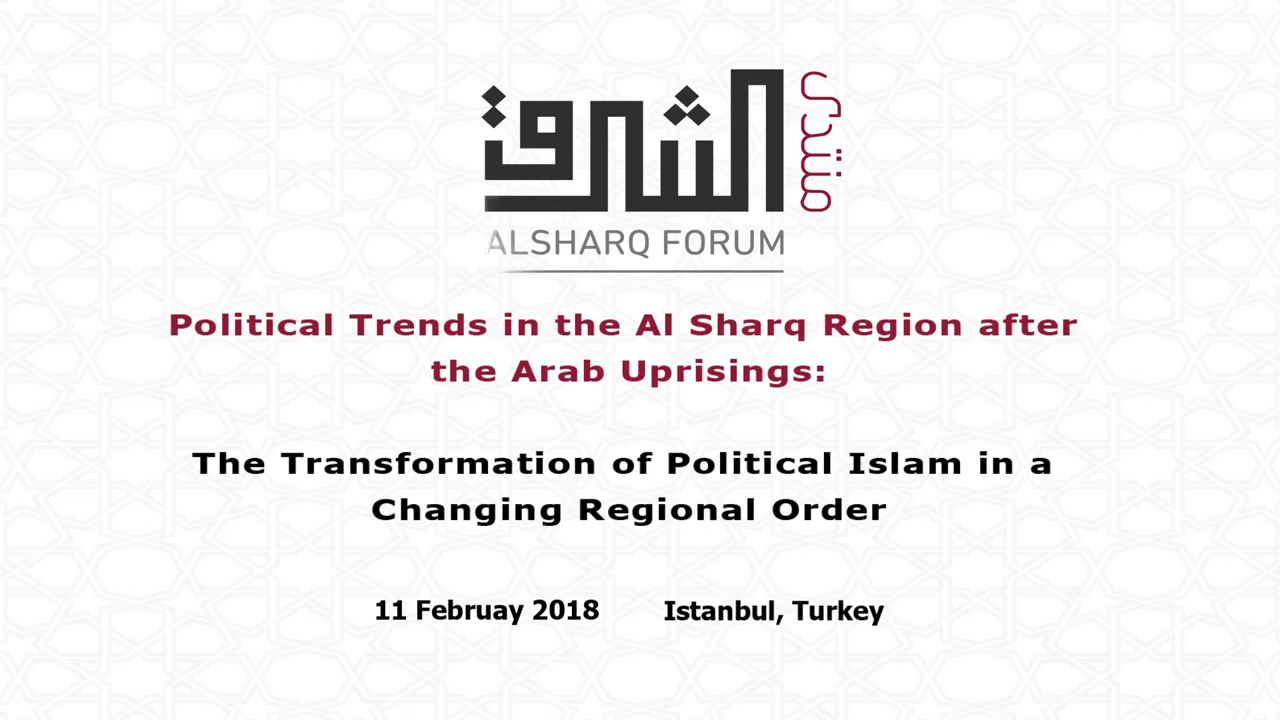 منتدى
الشرق
ALSHARQ FORUM
Political Trends in the Al Sharq Region after
the Arab Uprisings:
The Transformation of Political Islam in a
Changing Regional Order
11 Februay 2018 Istanbul, Turkey